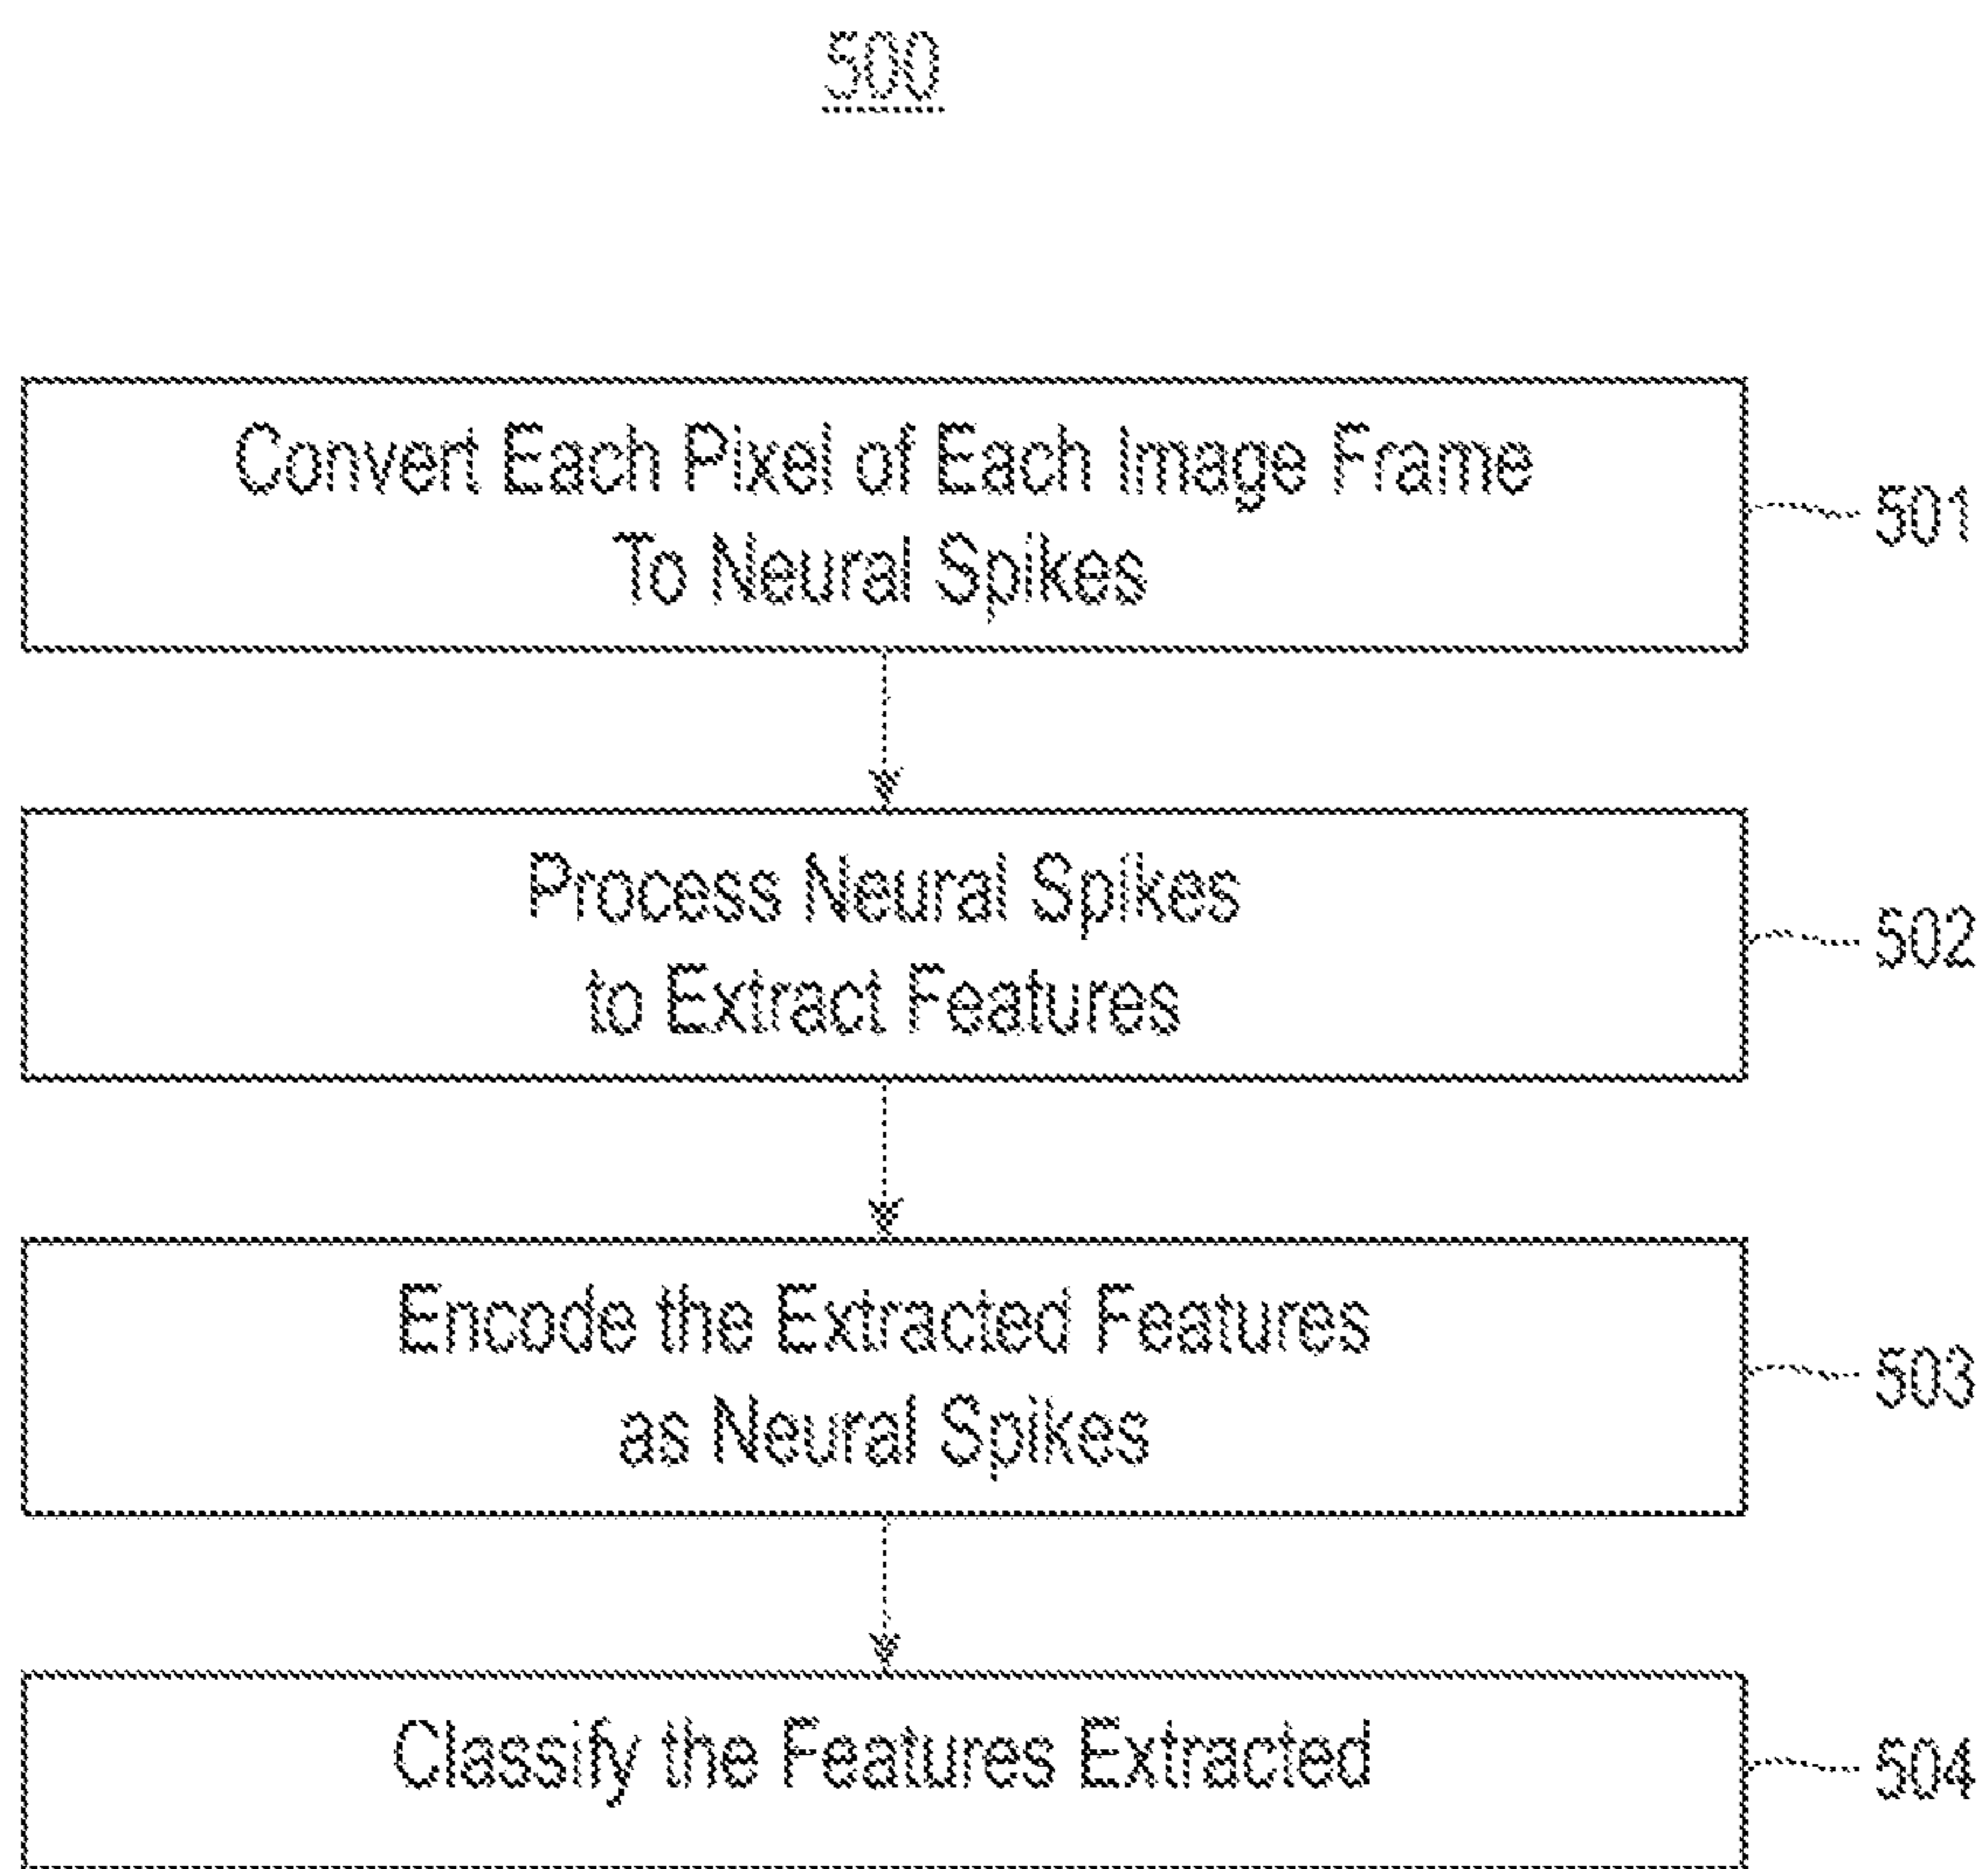 500
Convert Each Pixel of Each Image Frame
To Neural Spikes
501
Process Neural Spikes
to Extract Features
502
Encode the Extracted Features
as Neural Spikes
503
Classify the Features Extracted
504